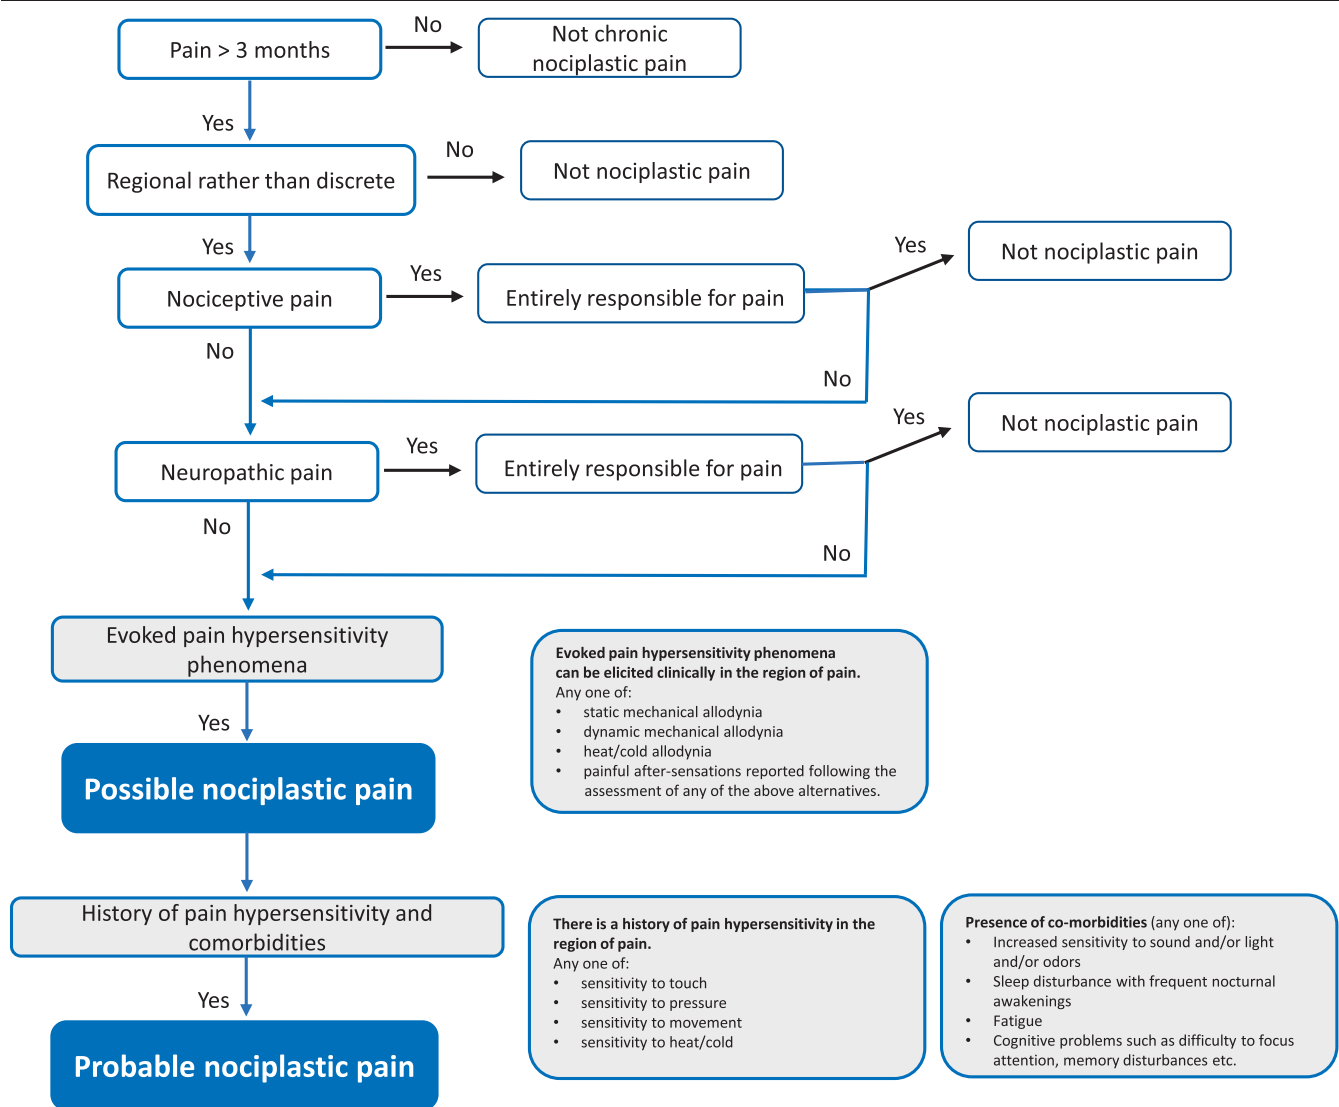 Pain > 3 months
No
Not chronic
nociplastic pain
Yes
Regional rather than discrete
No
Not nociplastic pain
Yes
Nociceptive pain
Yes
Entirely responsible for pain
Yes
Not nociplastic pain
No
No
Neuropathic pain
Yes
Entirely responsible for pain
Yes
Not nociplastic pain
No
No
Evoked pain hypersensitivity
phenomena
Evoked pain hypersensitivity phenomena
can be elicited clinically in the region of pain.
Any one of:
• static mechanical allodynia
• dynamic mechanical allodynia
• heat/cold allodynia
• painful after-sensations reported following the
assessment of any of the above alternatives.
Yes
Possible nociplastic pain
History of pain hypersensitivity and
comorbidities
There is a history of pain hypersensitivity in the
region of pain.
Any one of:
• sensitivity to touch
• sensitivity to pressure
• sensitivity to movement
• sensitivity to heat/cold
Presence of co-morbidities (any one of):
• Increased sensitivity to sound and/or light
and/or odors
• Sleep disturbance with frequent nocturnal
awakenings
• Fatigue
• Cognitive problems such as difficulty to focus
attention, memory disturbances etc.
Yes
Probable nociplastic pain